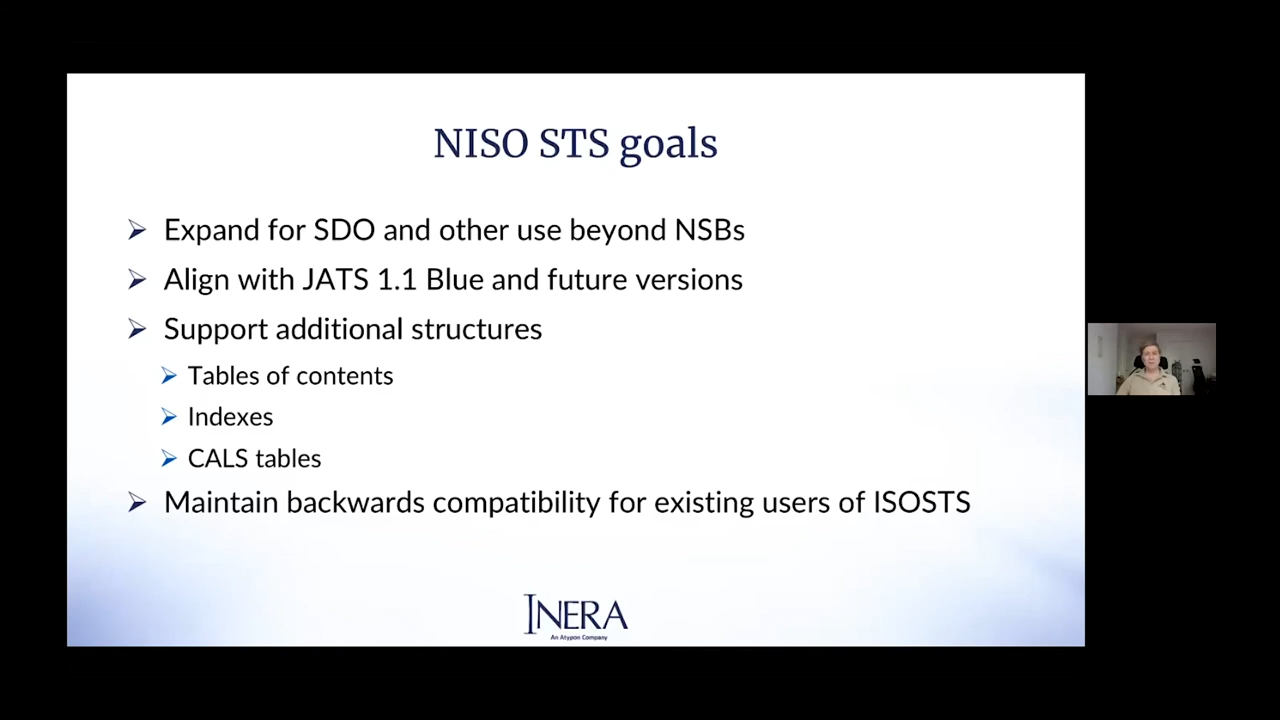 NISO STS goals
Expand for SDO and other use beyond NSBs
Align with JATS 1.1 Blue and future versions
Support additional structures
Tables of contents
Indexes
CALS tables
Maintain backwards compatibility for existing users of ISOSTS
INERA
An Atypon Company